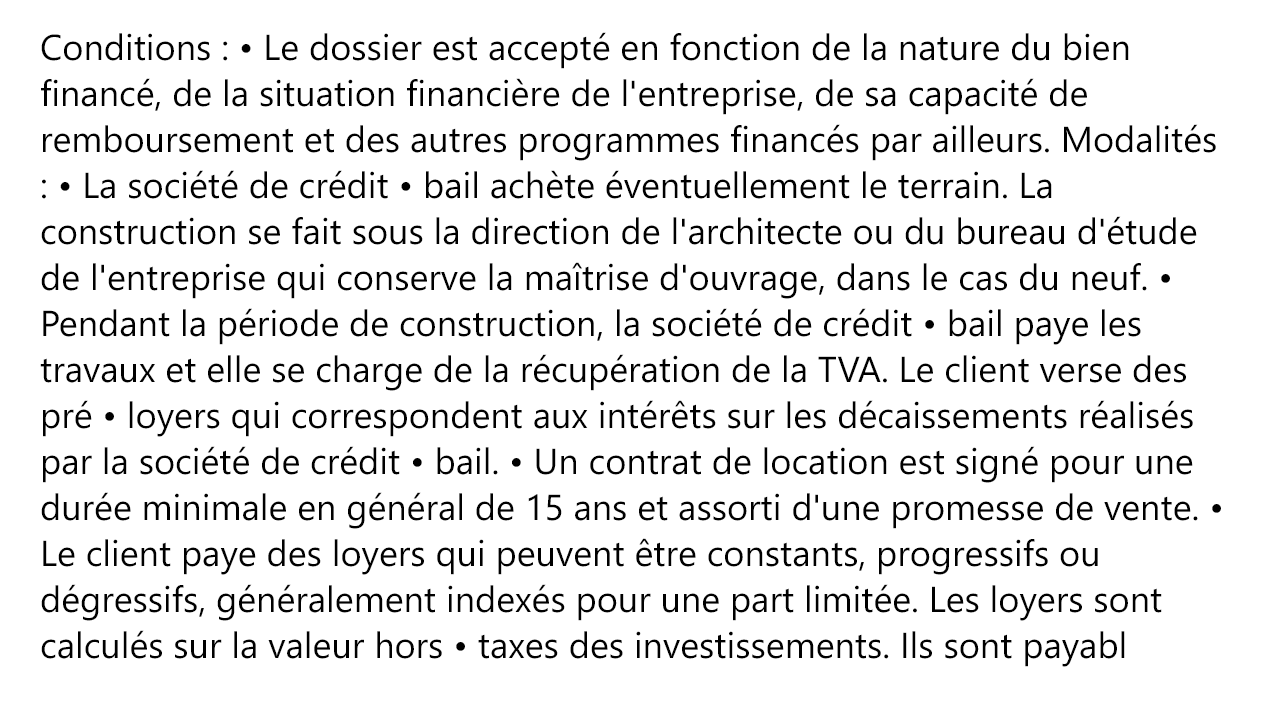 Conditions : • Le dossier est accepté en fonction de la nature du bien
financé, de la situation financière de l'entreprise, de sa capacité de
remboursement et des autres programmes financés par ailleurs. Modalités
: • La société de crédit • bail achète éventuellement le terrain. La
construction se fait sous la direction de l'architecte ou du bureau d'étude
de l'entreprise qui conserve la maîtrise d'ouvrage, dans le cas du neuf. •
Pendant la période de construction, la société de crédit • bail paye les
travaux et elle se charge de la récupération de la TVA. Le client verse des
pré • loyers qui correspondent aux intérêts sur les décaissements réalisés
par la société de crédit • bail. • Un contrat de location est signé pour une
durée minimale en général de 15 ans et assorti d'une promesse de vente. •
Le client paye des loyers qui peuvent être constants, progressifs ou
dégressifs, généralement indexés pour une part limitée. Les loyers sont
calculés sur la valeur hors • taxes des investissements. Ils sont payabl